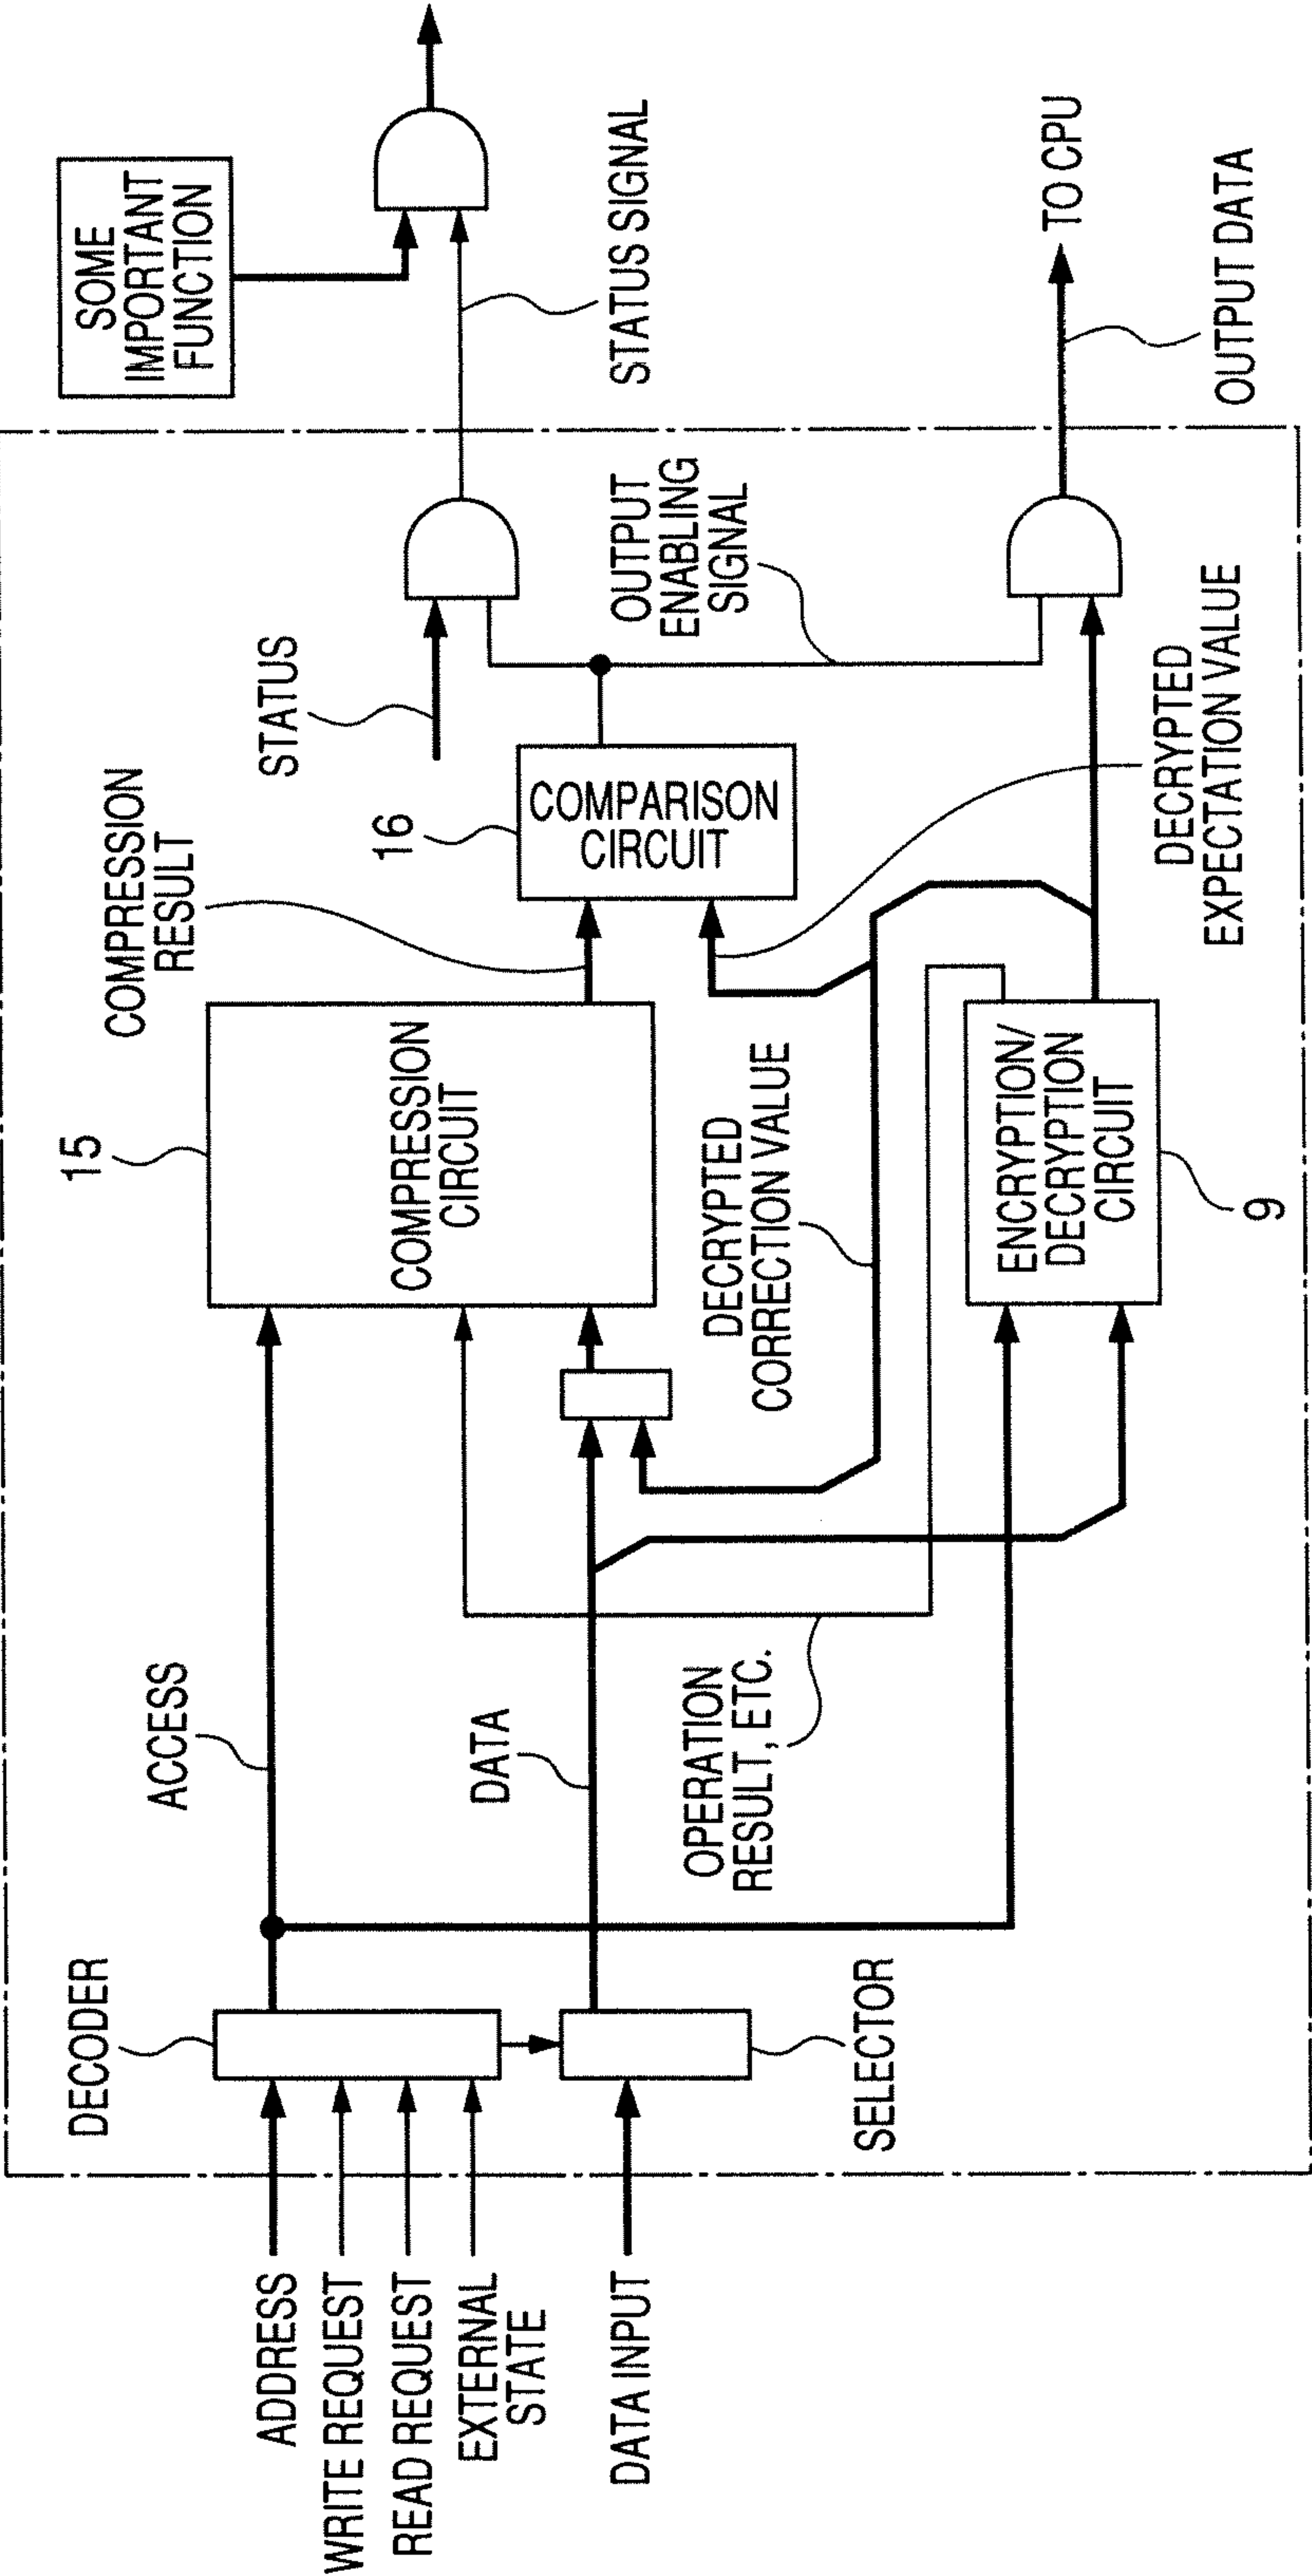 ADDRESS
WRITE REQUEST
READ REQUEST
EXTERNAL
STATE
DATA INPUT
DECODER
SELECTOR
ACCESS
DATA
OPERATION
RESULT, ETC.
15
COMPRESSION
CIRCUIT
COMPRESSION
RESULT
DECRYPTED
CORRECTION VALUE
ENCRYPTION/
DECRYPTION
CIRCUIT
9
16
COMPARISON
CIRCUIT
STATUS
OUTPUT
ENABLING
SIGNAL
DECRYPTED
EXPECTATION VALUE
SOME
IMPORTANT
FUNCTION
STATUS SIGNAL
TO CPU
OUTPUT DATA